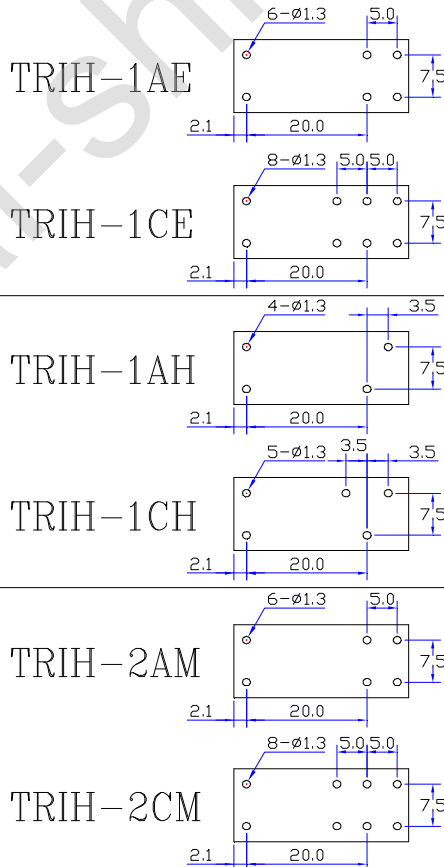 6-ø1.3 5.0
TRIH-1AE
7.5
2.1 20.0
8-ø1.3 5.0 5.0
TRIH-1CE
7.5
2.1 20.0
4-ø1.3 3.5
TRIH-1AH
7.5
2.1 20.0
5-ø1.3 3.5 3.5
TRIH-1CH
7.5
2.1 20.0
6-ø1.3 5.0
TRIH-2AM
7.5
2.1 20.0
8-ø1.3 5.0 5.0
TRIH-2CM
7.5
2.1 20.0